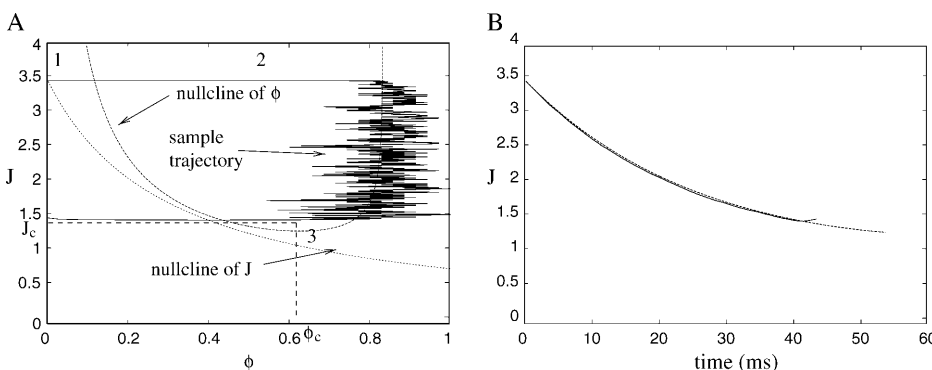 A
B
4
3.5
3
2.5
2
1.5
1
0.5
0
J
J_c
1
2
3
nullcline of ϕ
sample
trajectory
nullcline of J
0 0.2 0.4 0.6 ϕ_c 0.8 1
ϕ
4
3.5
3
2.5
2
1.5
1
0.5
0
J
0 10 20 30 40 50 60
time (ms)